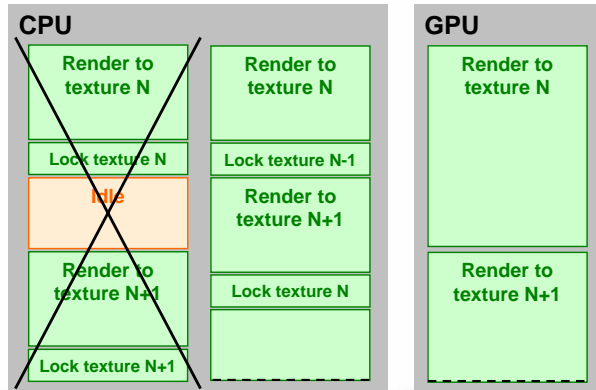 CPU
Render to
texture N
Lock texture N
Idle
Render to
texture N+1
Lock texture N+1
Render to
texture N
Lock texture N-1
Render to
texture N+1
Lock texture N
GPU
Render to
texture N
Render to
texture N+1